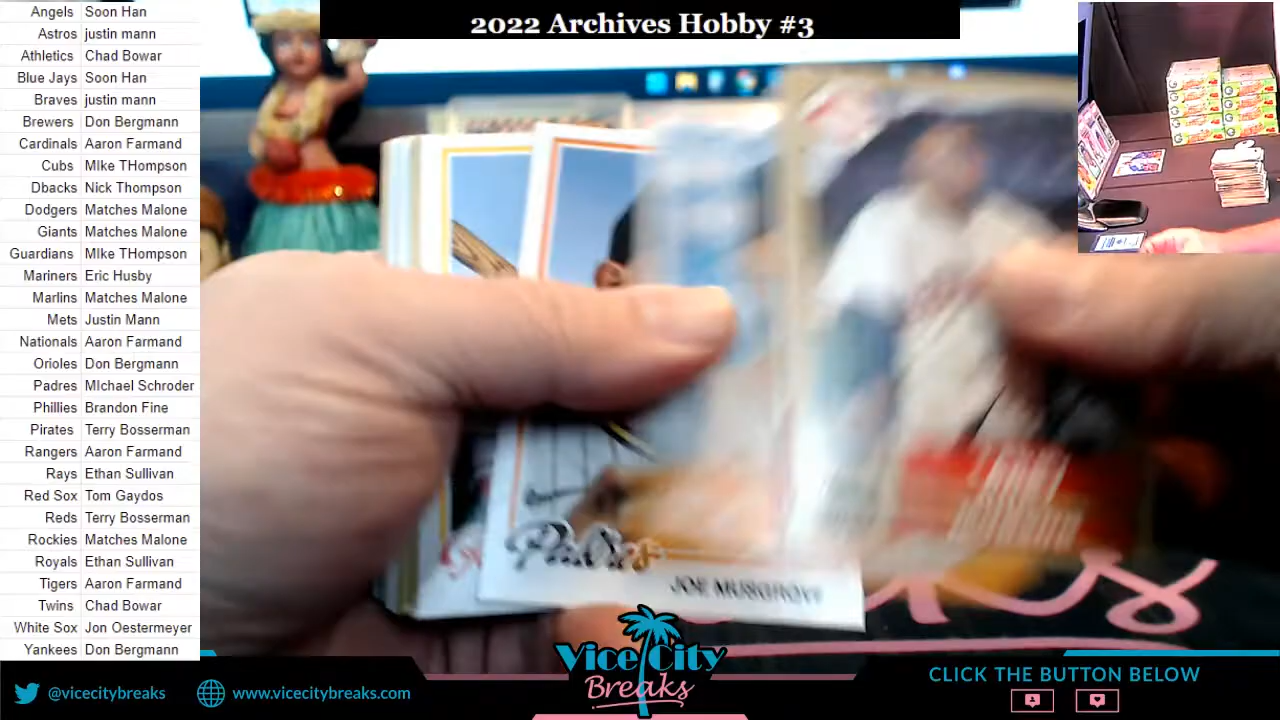 2022 Archives Hobby #3
Angels Soon Han
Astros justin mann
Athletics Chad Bowar
Blue Jays Soon Han
Braves justin mann
Brewers Don Bergmann
Cardinals Aaron Farmand
Cubs MIke THompson
Dbacks Nick Thompson
Dodgers Matches Malone
Giants Matches Malone
Guardians MIke THompson
Mariners Eric Husby
Marlins Matches Malone
Mets Justin Mann
Nationals Aaron Farmand
Orioles Don Bergmann
Padres MIchael Schroder
Phillies Brandon Fine
Pirates Terry Bosserman
Rangers Aaron Farmand
Rays Ethan Sullivan
Red Sox Tom Gaydos
Reds Terry Bosserman
Rockies Matches Malone
Royals Ethan Sullivan
Tigers Aaron Farmand
Twins Chad Bowar
White Sox Jon Oestermeyer
Yankees Don Bergmann
Padres
JOE MUSGROVE
@vicecitybreaks
www.vicecitybreaks.com
Vice City
Breaks
CLICK THE BUTTON BELOW